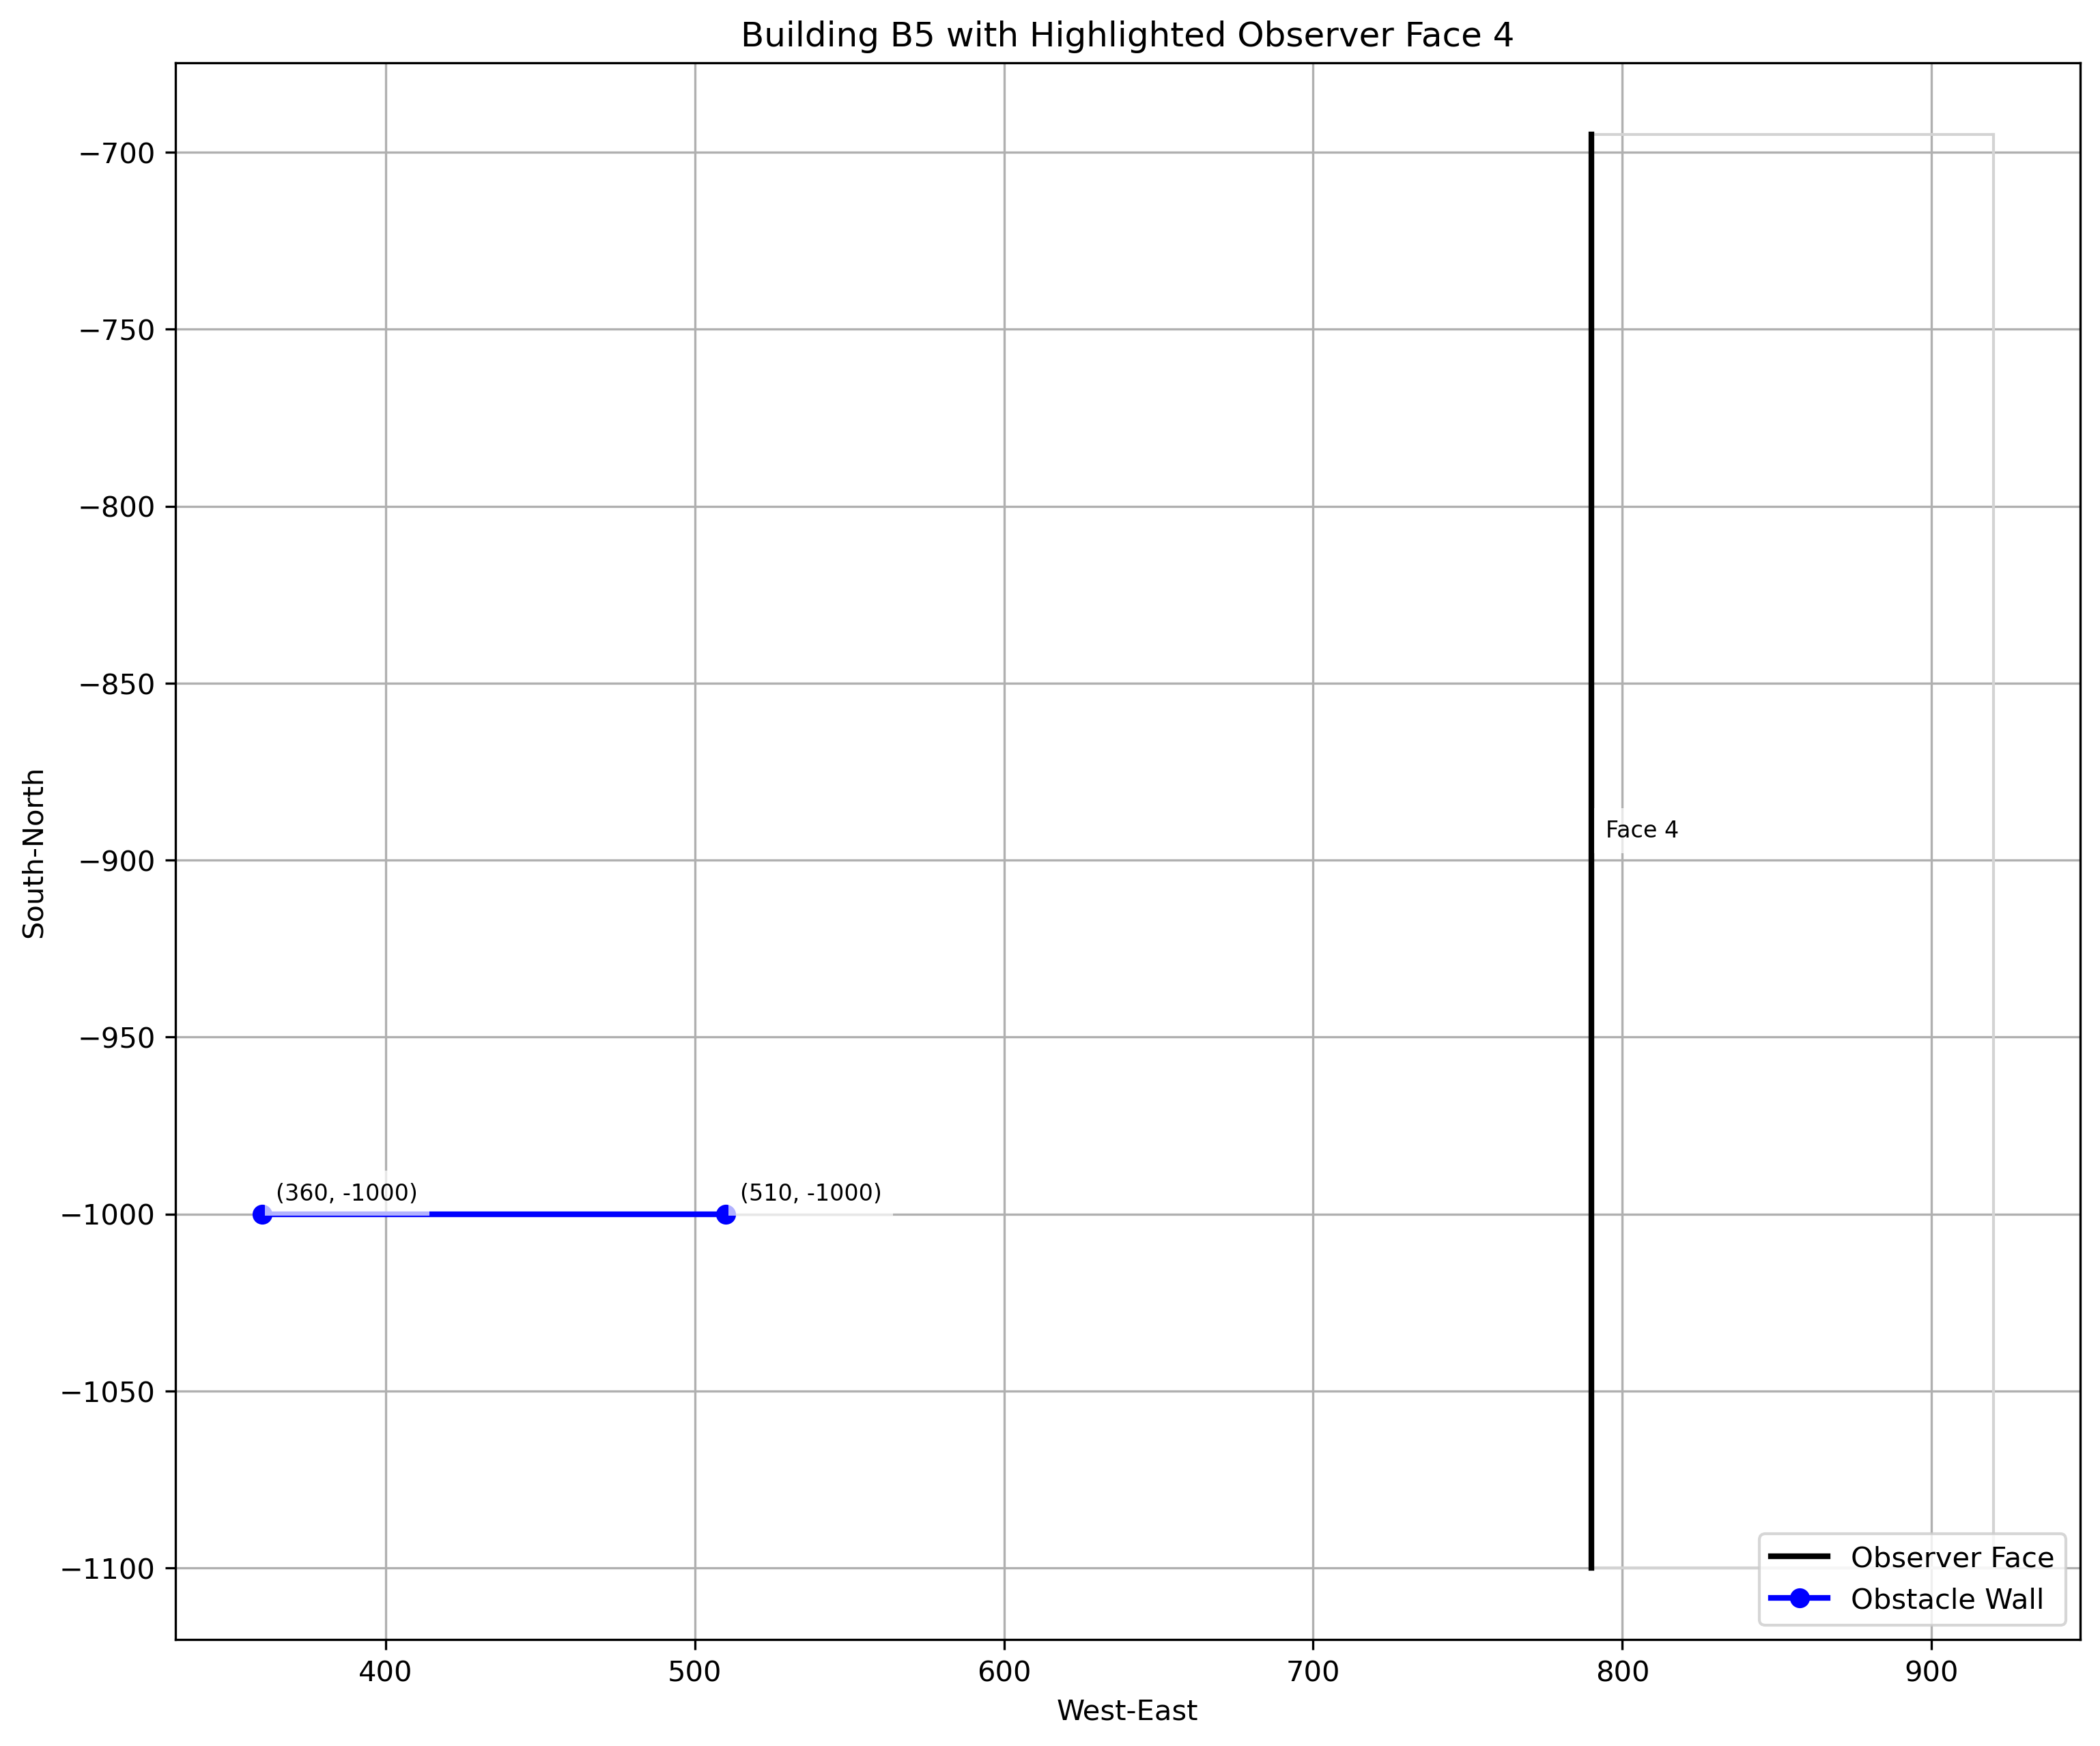 Building B5 with Highlighted Observer Face 4
−700
−750
−800
−850
−900
−950
−1000
−1050
−1100
South-North
Face 4
(360, -1000)
(510, -1000)
Observer Face
Obstacle Wall
400
500
600
700
800
900
West-East